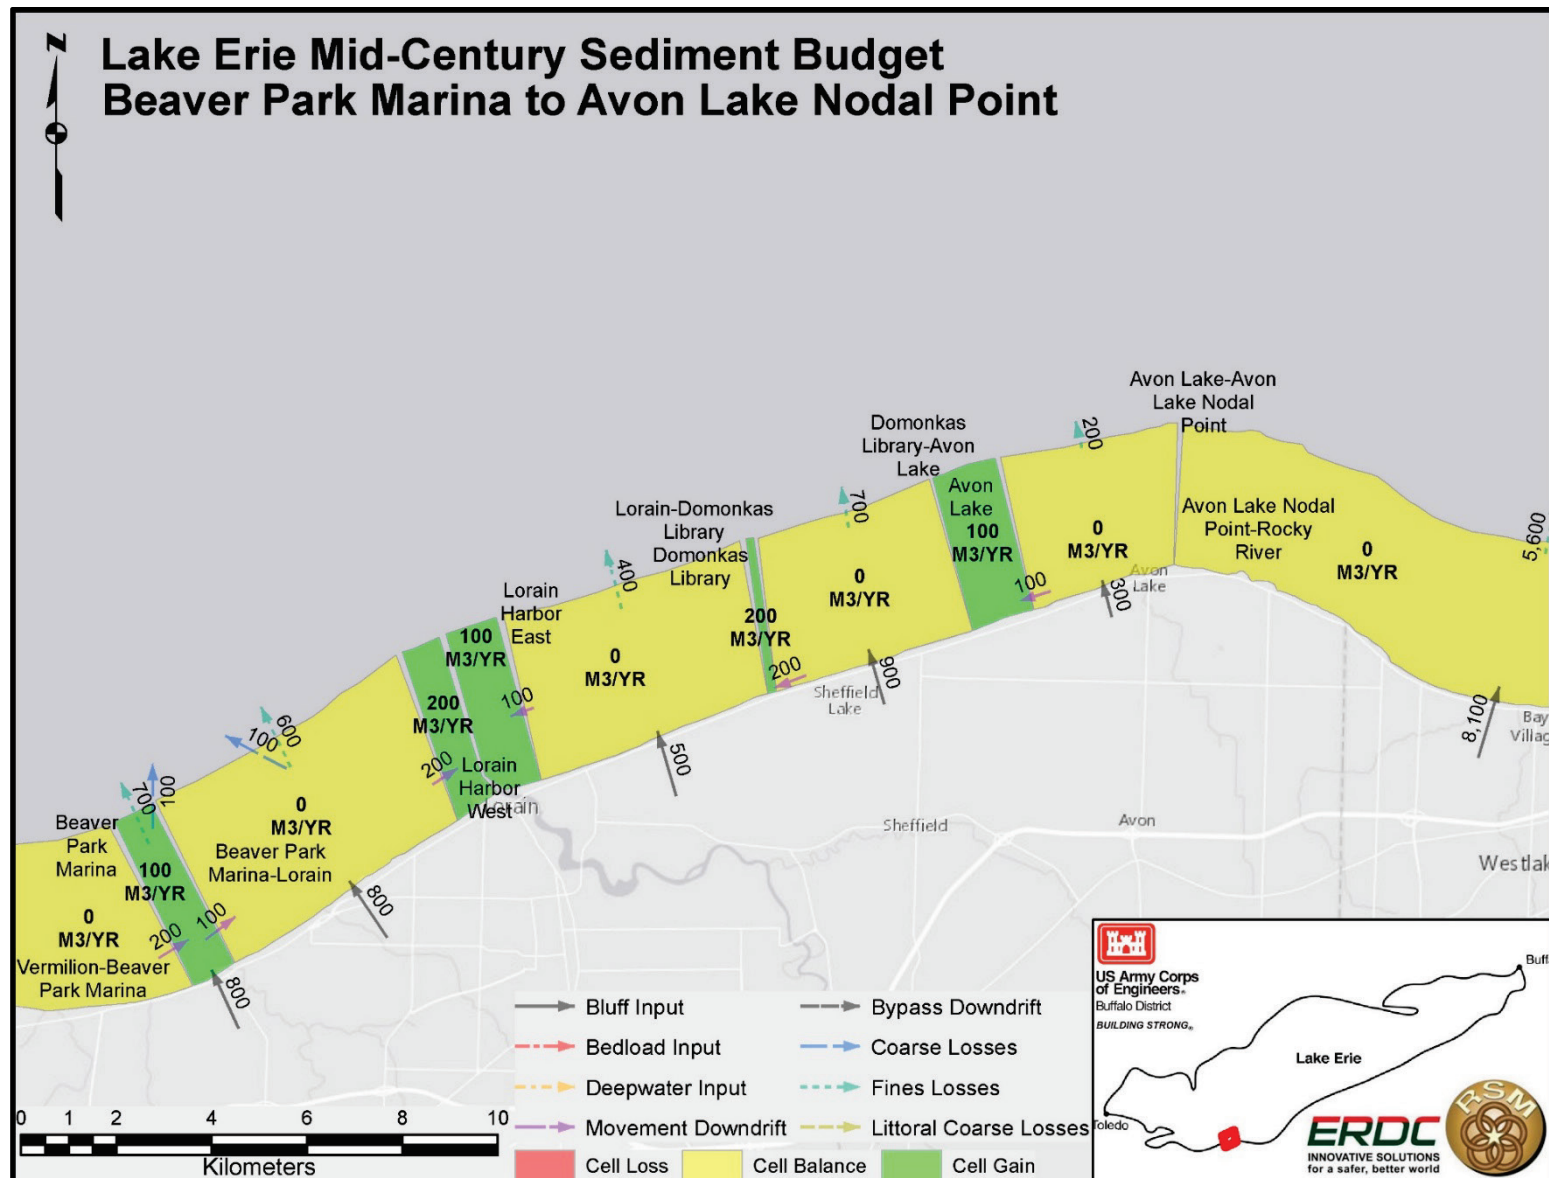 N
Lake Erie Mid-Century Sediment Budget
Beaver Park Marina to Avon Lake Nodal Point
Avon Lake-Avon
Lake Nodal
Point
200
Domonkas
Library-Avon
Lake
Avon
Lake
100
M3/YR
700
Lorain-Domonkas
Library
Domonkas
Library
Avon Lake Nodal
Point-Rocky
River
0
M3/YR
5,600
0
M3/YR
Avon
Lake
100
300
0
M3/YR
400
Lorain
Harbor
East
200
M3/YR
100
M3/YR
0
M3/YR
200
900
Sheffield
Lake
8,100
Bay
Villag
100
200
M3/YR
600
100
200
Lorain
Harbor
West
Lorain
500
700
100
0
M3/YR
Beaver Park
Marina-Lorain
Beaver
Park
Marina
100
M3/YR
Sheffield
Avon
Westlak
800
0
M3/YR
200
100
Vermilion-Beaver
Park Marina
800
Bluff Input
Bypass Downdrift
Bedload Input
Coarse Losses
Deepwater Input
Fines Losses
Movement Downdrift
Littoral Coarse Losses
Cell Loss
Cell Balance
Cell Gain
0 1 2 4 6 8 10
Kilometers
US Army Corps
of Engineers®
Buffalo District
BUILDING STRONG®
Buff
Lake Erie
Toledo
ERDC
INNOVATIVE SOLUTIONS
for a safer, better world
RSM